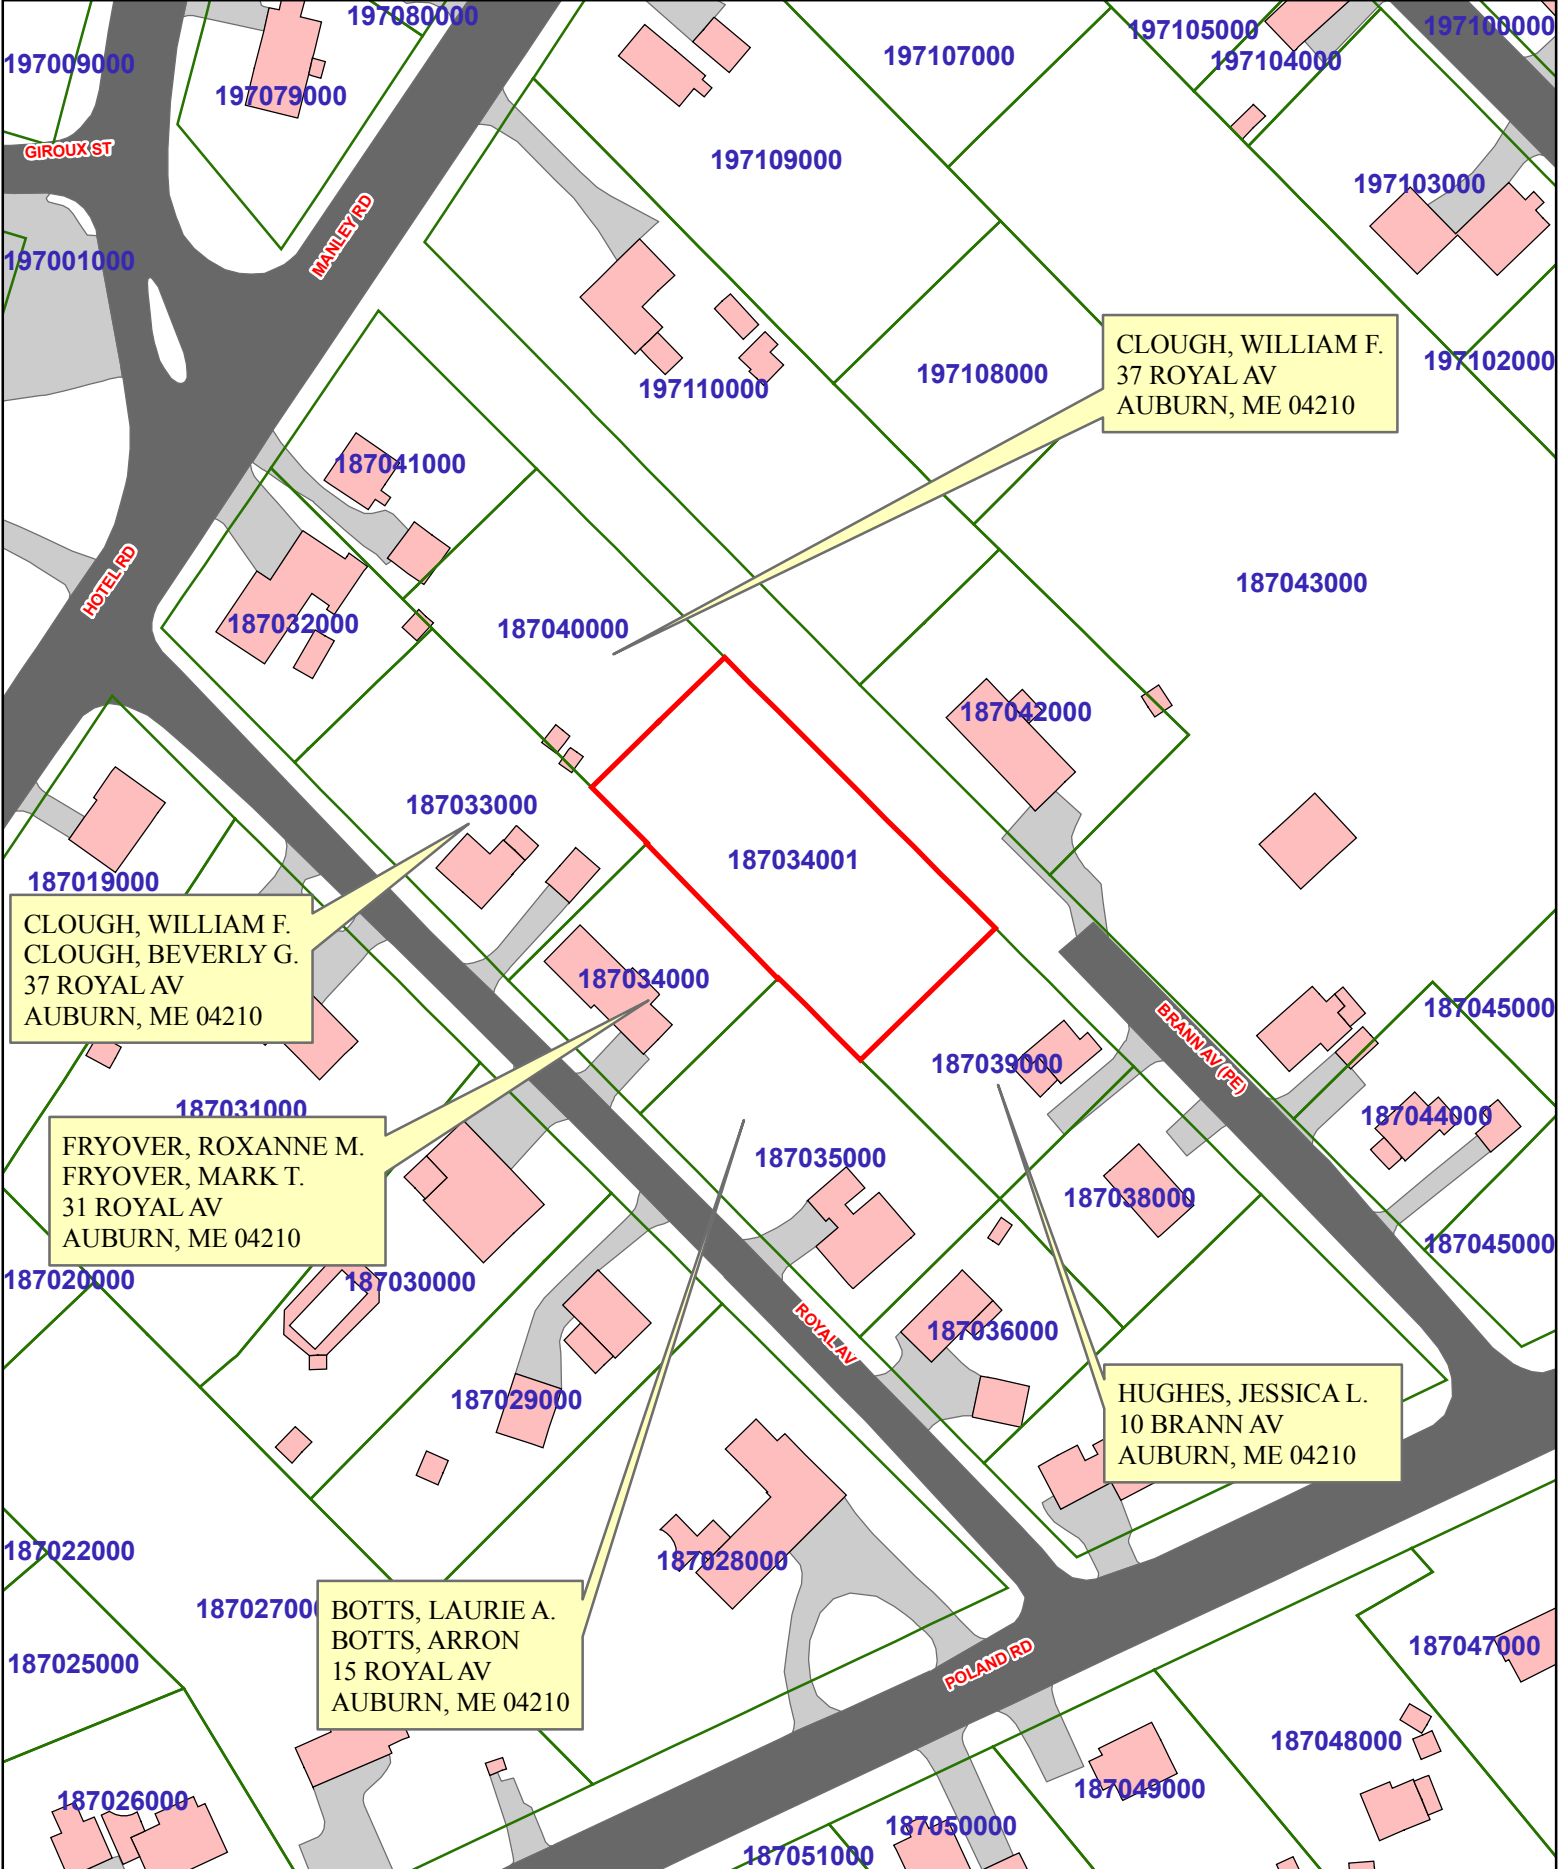 197080000
197009000
197079000
GIROUX ST
MANLEY RD
197001000
197107000
197105000
197104000
197100000
197109000
197103000
197110000
197108000
197102000
CLOUGH, WILLIAM F.
37 ROYAL AV
AUBURN, ME 04210
187041000
HOTEL RD
187032000
187040000
187043000
187042000
187033000
187034001
187019000
CLOUGH, WILLIAM F.
CLOUGH, BEVERLY G.
37 ROYAL AV
AUBURN, ME 04210
187034000
187045000
BRANN AV (PE)
187039000
187031000
187044000
FRYOVER, ROXANNE M.
FRYOVER, MARK T.
31 ROYAL AV
AUBURN, ME 04210
187035000
187038000
187045000
187020000
187030000
ROYAL AV
187036000
187029000
HUGHES, JESSICA L.
10 BRANN AV
AUBURN, ME 04210
187022000
187028000
187025000
BOTTS, LAURIE A.
BOTTS, ARRON
15 ROYAL AV
AUBURN, ME 04210
POLAND RD
187047000
187048000
187026000
187049000
187050000
187051000